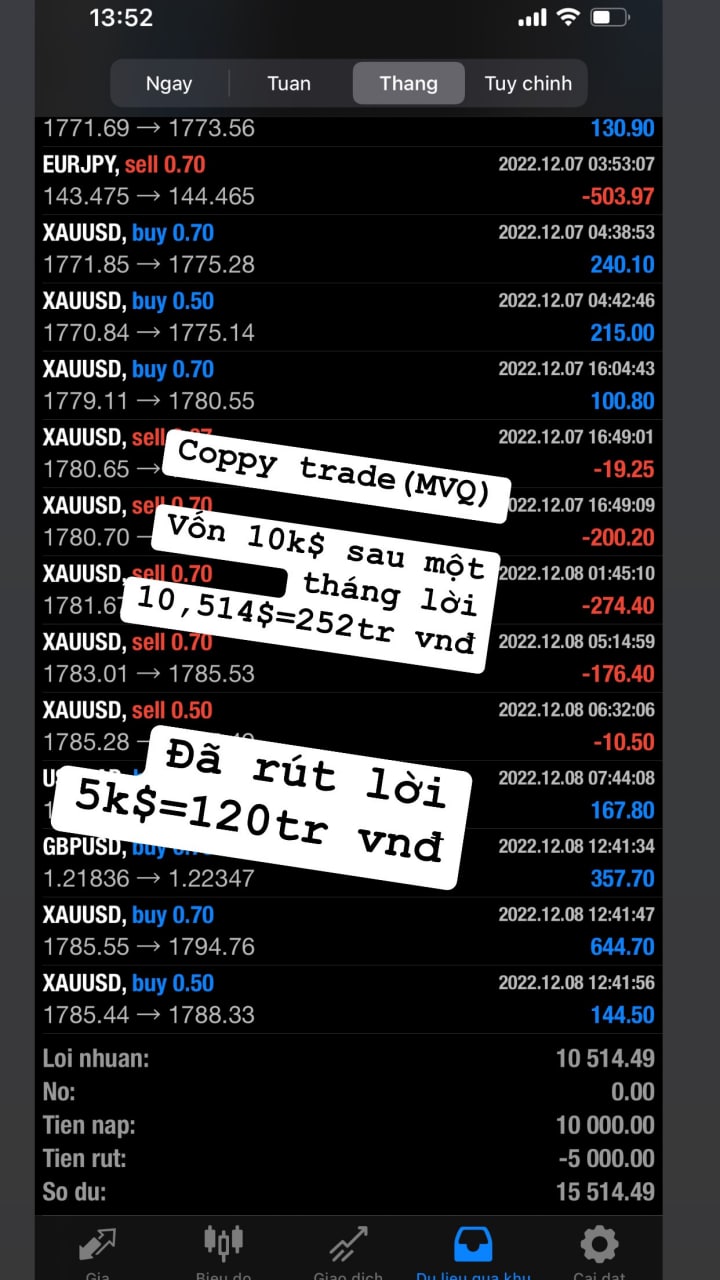 13:52
Ngay Tuan Thang Tuy chinh
1771.69 → 1773.56 130.90
EURJPY, sell 0.70 2022.12.07 03:53:07
143.475 → 144.465 -503.97
XAUUSD, buy 0.70 2022.12.07 04:38:53
1771.85 → 1775.28 240.10
XAUUSD, buy 0.50 2022.12.07 04:42:46
1770.84 → 1775.14 215.00
XAUUSD, buy 0.70 2022.12.07 16:04:43
1779.11 → 1780.55 100.80
XAUUSD, sell 2022.12.07 16:49:01
1780.65 → -19.25
Coppy trade(MVQ)
XAUUSD, sell 0.70 022.12.07 16:49:09
1780.70 -200.20
Vốn 10k$ sau một
tháng lời
10,514$=252tr vnđ
XAUUSD, sell 0.70 2022.12.08 01:45:10
1781.67 -274.40
XAUUSD, sell 0.70 2022.12.08 05:14:59
1783.01 → 1785.53 -176.40
XAUUSD, sell 0.50 2022.12.08 06:32:06
1785.28 -10.50
Đã rút lời
5k$=120tr vnđ
2022.12.08 07:44:08
167.80
GBPUSD, buy 2022.12.08 12:41:34
1.21836 → 1.22347 357.70
XAUUSD, buy 0.70 2022.12.08 12:41:47
1785.55 → 1794.76 644.70
XAUUSD, buy 0.50 2022.12.08 12:41:56
1785.44 → 1788.33 144.50
Loi nhuan: 10 514.49
No: 0.00
Tien nap: 10 000.00
Tien rut: -5 000.00
So du: 15 514.49
Gia Bieu do Giao dich Du lieu qua khu Cai dat